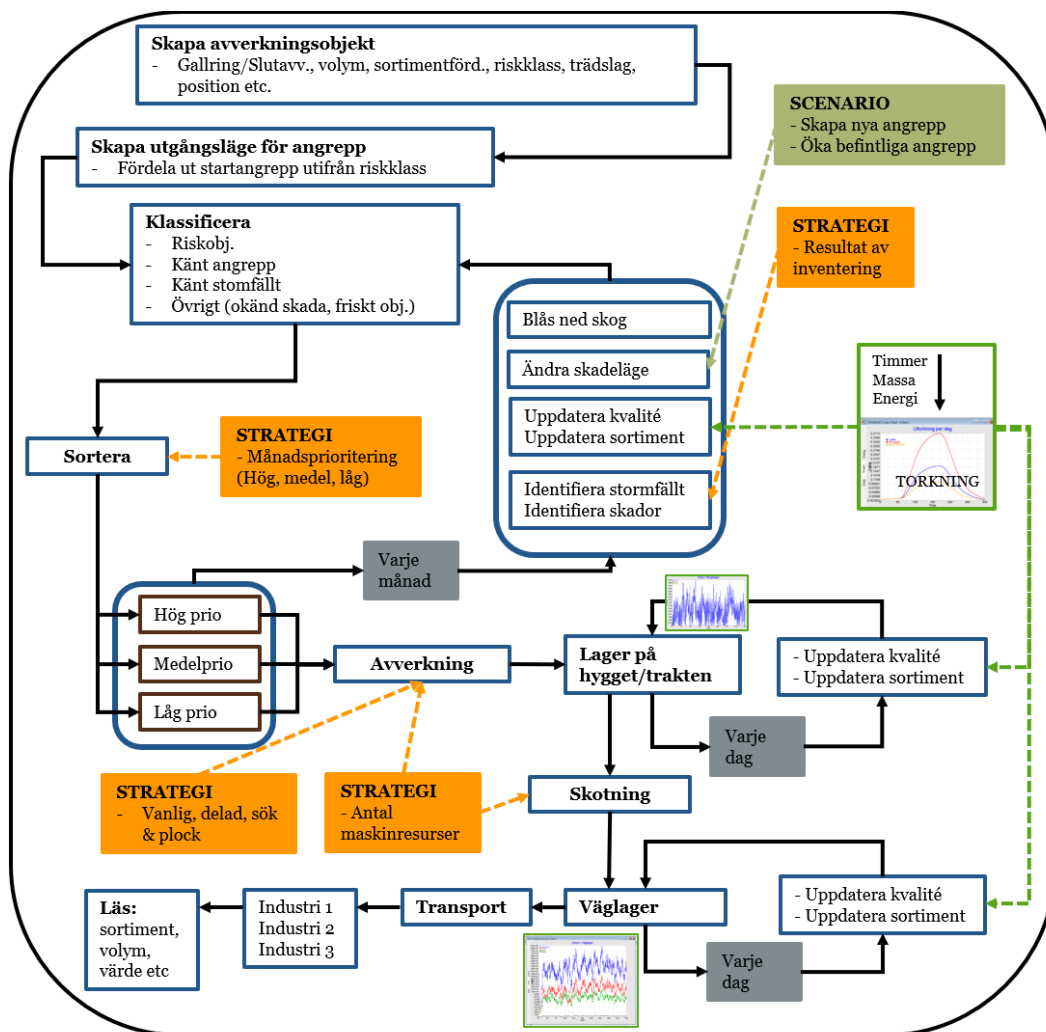 Skapa avverkningsobjekt
- Gallring/Slutavv., volym, sortimentförd., riskklass, trädslag,
position etc.
SCENARIO
- Skapa nya angrepp
- Öka befintliga angrepp
Skapa utgångsläge för angrepp
- Fördela ut startangrepp utifrån riskklass
Klassificera
- Riskobj.
- Känt angrepp
- Känt stomfällt
- Övrigt (okänd skada, friskt obj.)
STRATEGI
- Resultat av
inventering
Blås ned skog
Ändra skadeläge
Uppdatera kvalité
Uppdatera sortiment
Identifiera stormfällt
Identifiera skador
Timmer
Massa
Energi
Uttorkning per dag
TORKNING
Sortera
STRATEGI
- Månadsprioritering
(Hög, medel, låg)
Varje
månad
Hög prio
Medelprio
Låg prio
Avverkning
Lager på
hygget/trakten
- Uppdatera kvalité
- Uppdatera sortiment
Varje
dag
STRATEGI
- Vanlig, delad, sök
& plock
STRATEGI
- Antal
maskinresurser
Skotning
Läs:
sortiment,
volym,
värde etc
Industri 1
Industri 2
Industri 3
Transport
Väglager
- Uppdatera kvalité
- Uppdatera sortiment
Varje
dag